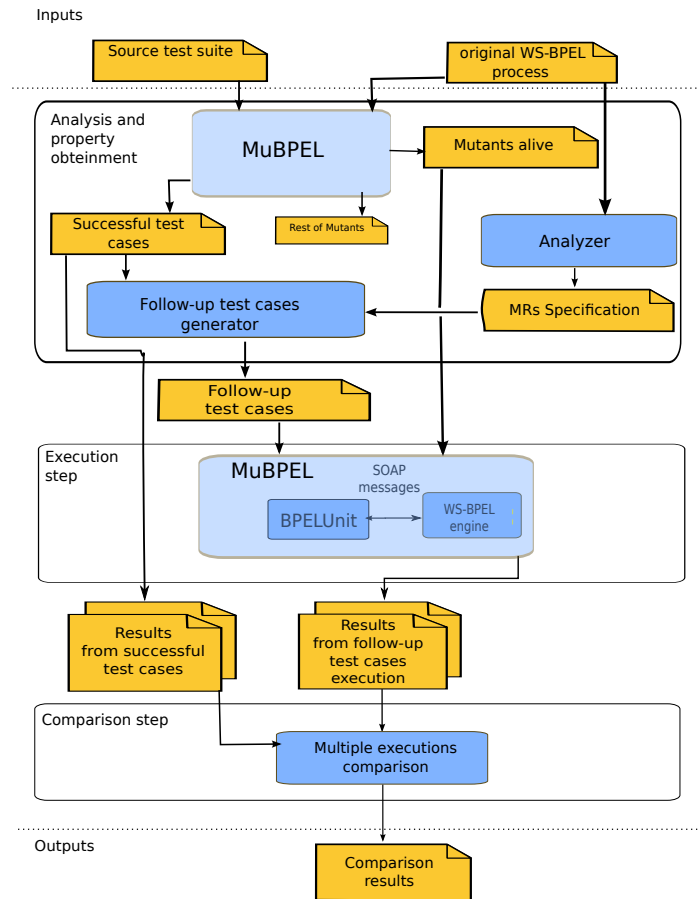 Inputs
Source test suite
original WS-BPEL
process
Analysis and
property
obteinment
MuBPEL
Mutants alive
Successful test
cases
Rest of Mutants
Analyzer
Follow-up test cases
generator
MRs Specification
Follow-up
test cases
Execution
step
MuBPEL
SOAP
messages
BPELUnit
WS-BPEL
engine
Results
from successful
test cases
Results
from follow-up
test cases
execution
Comparison step
Multiple executions
comparison
Outputs
Comparison
results